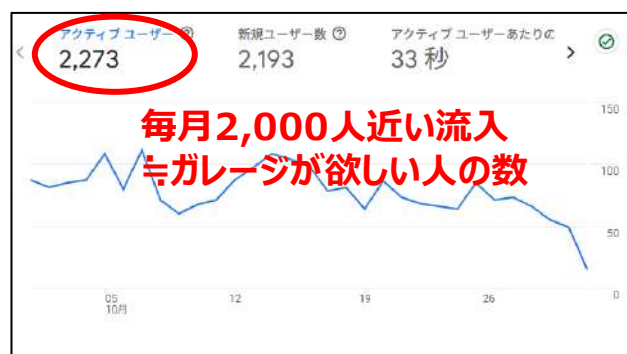 アクティブ ユーザー
新規ユーザー数
アクティブ ユーザーあたりの
2,273
2,193
33 秒
毎月2,000人近い流入
≒ガレージが欲しい人の数
150
100
50
0
05
10月
12
19
26